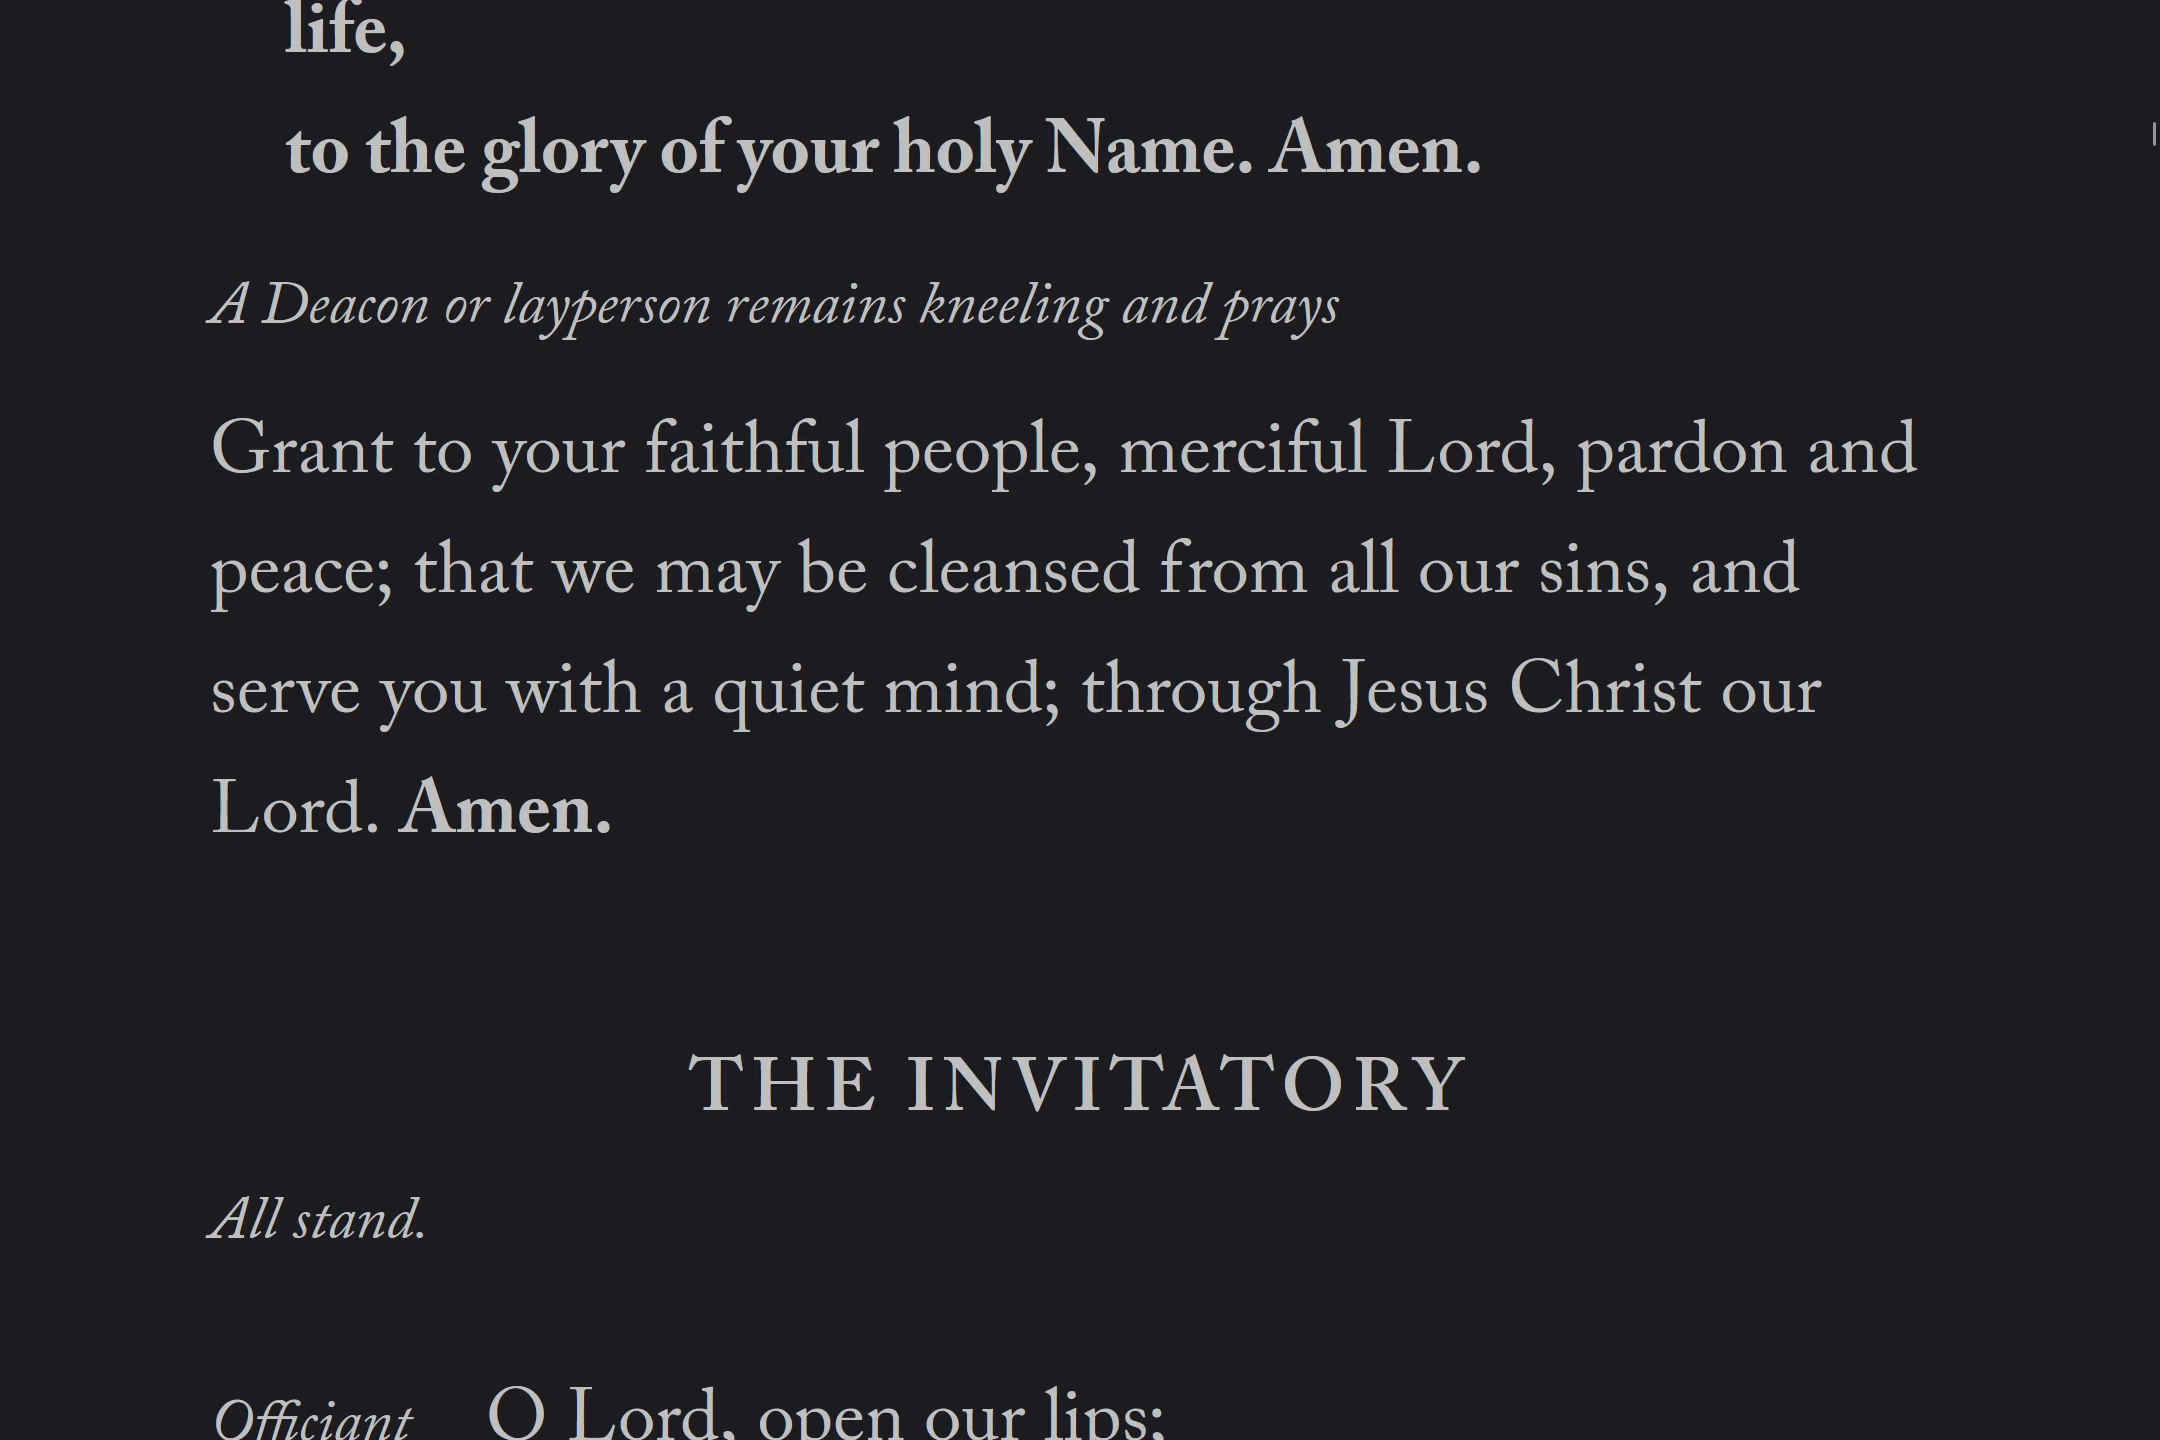 life,
to the glory of your holy Name. Amen.
A Deacon or layperson remains kneeling and prays
Grant to your faithful people, merciful Lord, pardon and
peace; that we may be cleansed from all our sins, and
serve you with a quiet mind; through Jesus Christ our
Lord. Amen.
THE INVITATORY
All stand.
Officiant O Lord, open our lips;